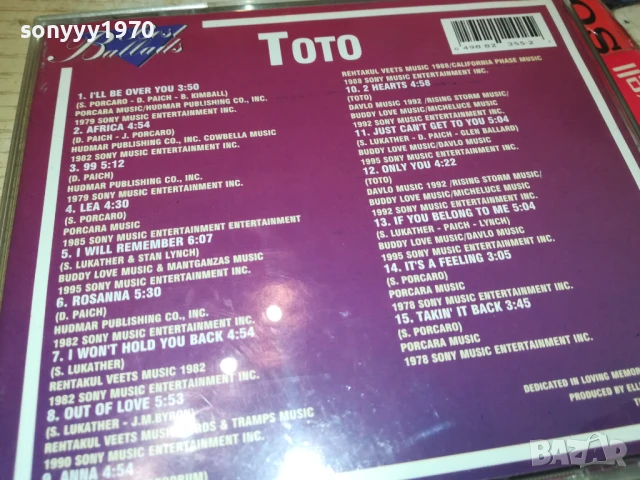 sonyyy1970
Ballads
TOTO
1. I'LL BE OVER YOU 3:50
(S. PORCARO - D. PAICH - B. KIMBALL)
PORCARA MUSIC/HUDMAR PUBLISHING CO., INC.
1979 SONY MUSIC ENTERTAINMENT INC.
2. AFRICA 4:54
(D. PAICH - J. PORCARO)
HUDMAR PUBLISHING CO., INC. COWBELLA MUSIC
1982 SONY MUSIC ENTERTAINMENT INC.
3. 99 5:12
(D. PAICH)
HUDMAR PUBLISHING CO., INC.
1979 SONY MUSIC ENTERTAINMENT INC.
4. LEA 4:30
(S. PORCARO)
PORCARA MUSIC
1985 SONY MUSIC ENTERTAINMENT ENTERTAINMENT
5. I WILL REMEMBER 6:07
(S. LUKATHER & STAN LYNCH)
BUDDY LOVE MUSIC & MANTGANZAS MUSIC
1995 SONY MUSIC ENTERTAINMENT INC.
6. ROSANNA 5:30
(D. PAICH)
HUDMAR PUBLISHING CO., INC.
1982 SONY MUSIC ENTERTAINMENT INC.
7. I WON'T HOLD YOU BACK 4:54
(S. LUKATHER)
REHTAKUL VEETS MUSIC 1982
1982 SONY MUSIC ENTERTAINMENT INC.
8. OUT OF LOVE 5:53
(S. LUKATHER - J.M.BYRON)
REHTAKUL VEETS MUSIC & TRAMPS MUSIC
1990 SONY MUSIC ENTERTAINMENT INC.
9. ANNA 4:54
REHTAKUL VEETS MUSIC 1988/CALIFORNIA PHASE MUSIC
1988 SONY MUSIC ENTERTAINMENT INC.
10. 2 HEARTS 4:58
(TOTO)
DAVLO MUSIC 1992 /RISING STORM MUSIC/
BUDDY LOVE MUSIC/MICHELUCE MUSIC
1992 SONY MUSIC ENTERTAINMENT INC.
11. JUST CAN'T GET TO YOU 5:04
(S. LUKATHER - D. PAICH - GLEN BALLARD)
BUDDY LOVE MUSIC/DAVLO MUSIC
1995 SONY MUSIC ENTERTAINMENT INC.
12. ONLY YOU 4:22
(TOTO)
DAVLO MUSIC 1992 /RISING STORM MUSIC/
BUDDY LOVE MUSIC/MICHELUCE MUSIC
1992 SONY MUSIC ENTERTAINMENT INC.
13. IF YOU BELONG TO ME 5:04
(S. LUKATHER - PAICH - LYNCH)
BUDDY LOVE MUSIC/DAVLO MUSIC
1995 SONY MUSIC ENTERTAINMENT INC.
14. IT'S A FEELING 3:05
(S. PORCARO)
PORCARA MUSIC
1978 SONY MUSIC ENTERTAINMENT INC.
15. TAKIN' IT BACK 3:45
(S. PORCARO)
PORCARA MUSIC
1978 SONY MUSIC ENTERTAINMENT INC.
DEDICATED IN LOVING MEMOR
PRODUCED BY ELL
BAZAR